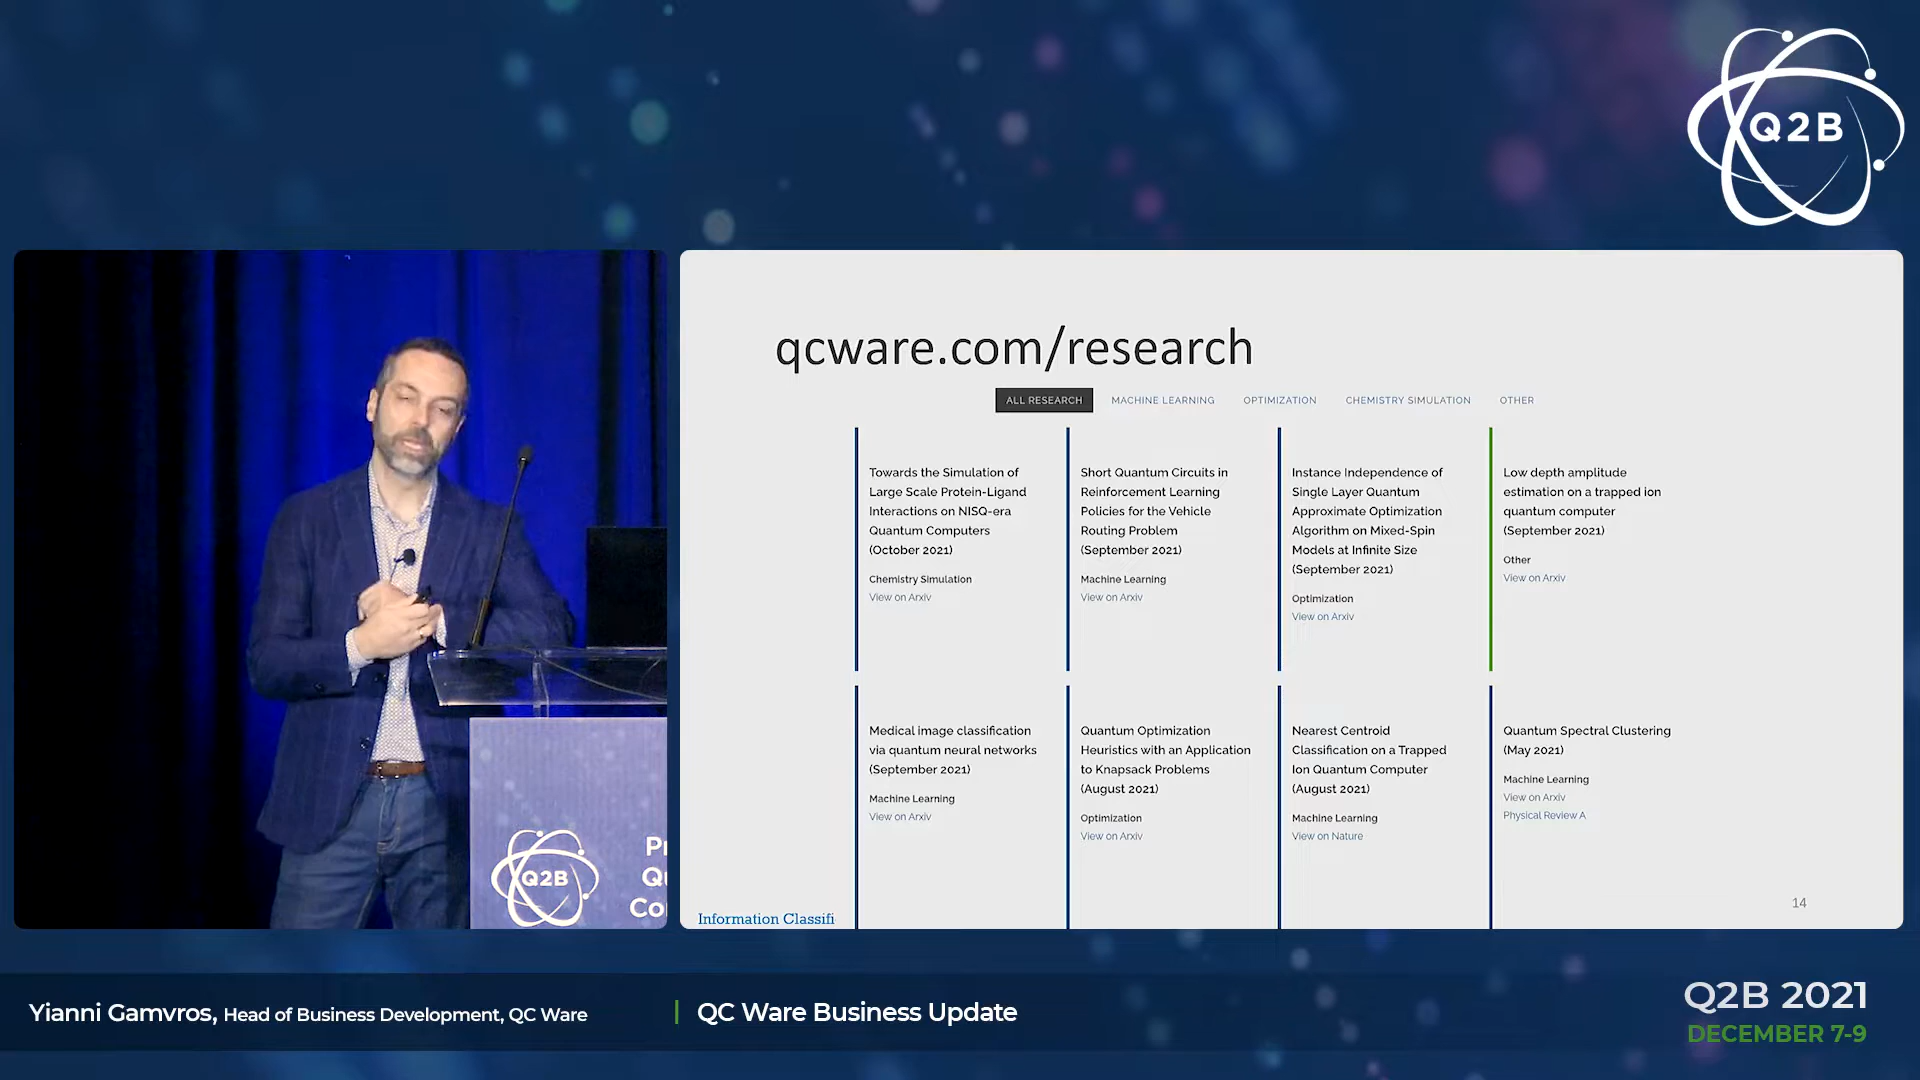 Q2B
qcware.com/research
ALL RESEARCH MACHINE LEARNING OPTIMIZATION CHEMISTRY SIMULATION OTHER
Towards the Simulation of
Large Scale Protein-Ligand
Interactions on NISQ-era
Quantum Computers
(October 2021)
Chemistry Simulation
View on Arxiv
Short Quantum Circuits in
Reinforcement Learning
Policies for the Vehicle
Routing Problem
(September 2021)
Machine Learning
View on Arxiv
Instance Independence of
Single Layer Quantum
Approximate Optimization
Algorithm on Mixed-Spin
Models at Infinite Size
(September 2021)
Optimization
View on Arxiv
Low depth amplitude
estimation on a trapped ion
quantum computer
(September 2021)
Other
View on Arxiv
Medical image classification
via quantum neural networks
(September 2021)
Machine Learning
View on Arxiv
Quantum Optimization
Heuristics with an Application
to Knapsack Problems
(August 2021)
Optimization
View on Arxiv
Nearest Centroid
Classification on a Trapped
Ion Quantum Computer
(August 2021)
Machine Learning
View on Nature
Quantum Spectral Clustering
(May 2021)
Machine Learning
View on Arxiv
Physical Review A
14
Information Classifi
Q2B
Pr
Qu
Co
Yianni Gamvros, Head of Business Development, QC Ware
QC Ware Business Update
Q2B 2021
DECEMBER 7-9